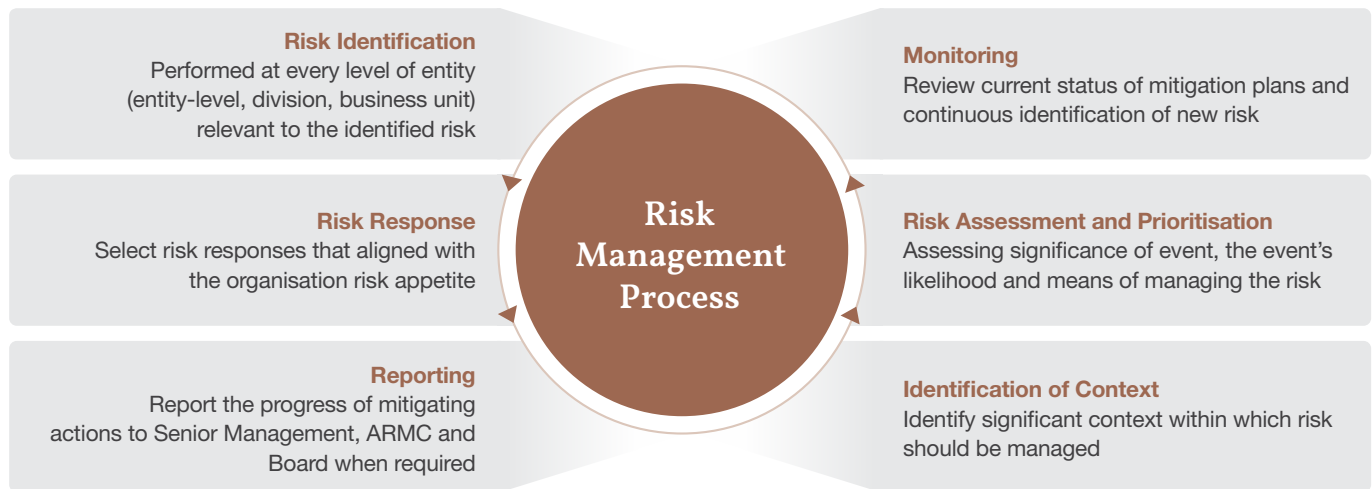 Risk Identification
Performed at every level of entity
(entity-level, division, business unit)
relevant to the identified risk
Risk Response
Select risk responses that aligned with
the organisation risk appetite
Reporting
Report the progress of mitigating
actions to Senior Management, ARMC and
Board when required
Risk
Management
Process
Monitoring
Review current status of mitigation plans and
continuous identification of new risk
Risk Assessment and Prioritisation
Assessing significance of event, the event’s
likelihood and means of managing the risk
Identification of Context
Identify significant context within which risk
should be managed